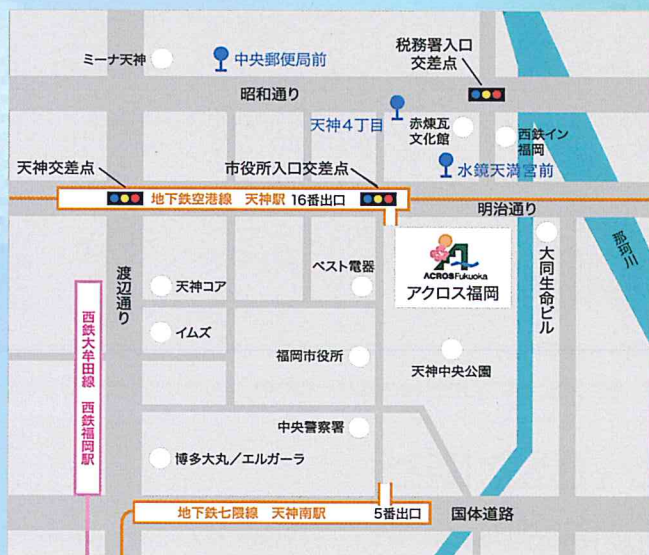 ミーナ天神
中央郵便局前
税務署入口
交差点
昭和通り
天神4丁目
赤煉瓦
文化館
西鉄イン
福岡
水鏡天満宮前
天神交差点
市役所入口交差点
地下鉄空港線 天神駅 16番出口
明治通り
那珂川
渡辺通り
ベスト電器
ACROS Fukuoka
アクロス福岡
大同生命ビル
天神コア
イムズ
西鉄大牟田線 西鉄福岡駅
福岡市役所
天神中央公園
中央警察署
博多大丸/エルガーラ
地下鉄七隈線 天神南駅 5番出口
国体道路